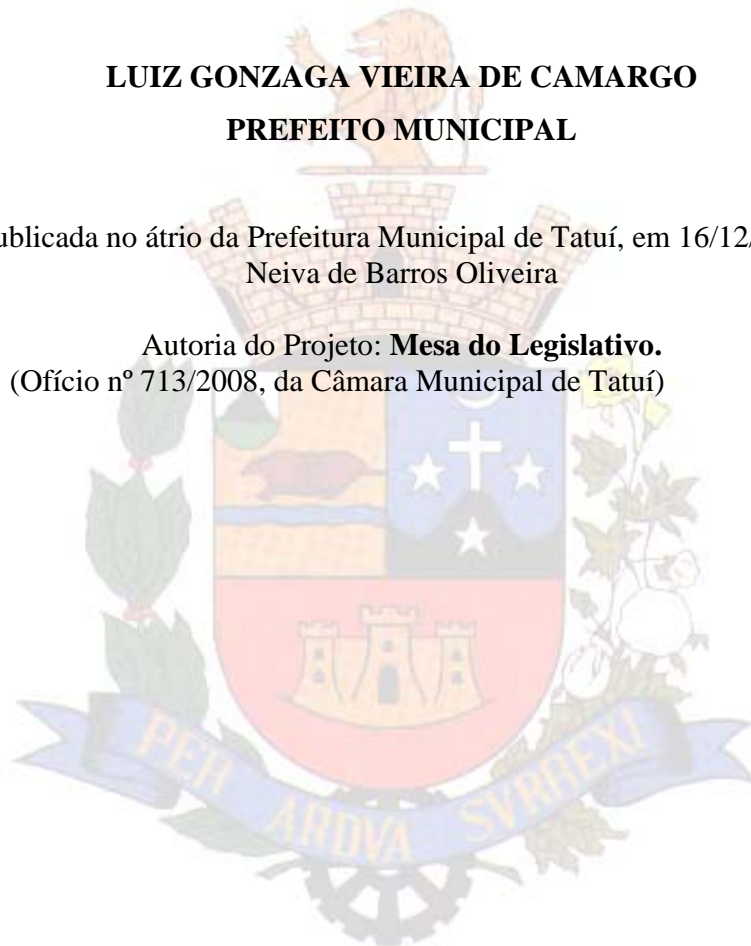 LUIZ GONZAGA VIEIRA DE CAMARGO
PREFEITO MUNICIPAL
ublicada no átrio da Prefeitura Municipal de Tatuí, em 16/12/
Neiva de Barros Oliveira
Autoria do Projeto: Mesa do Legislativo.
(Ofício nº 713/2008, da Câmara Municipal de Tatuí)
PER ARDVA SVRREXI